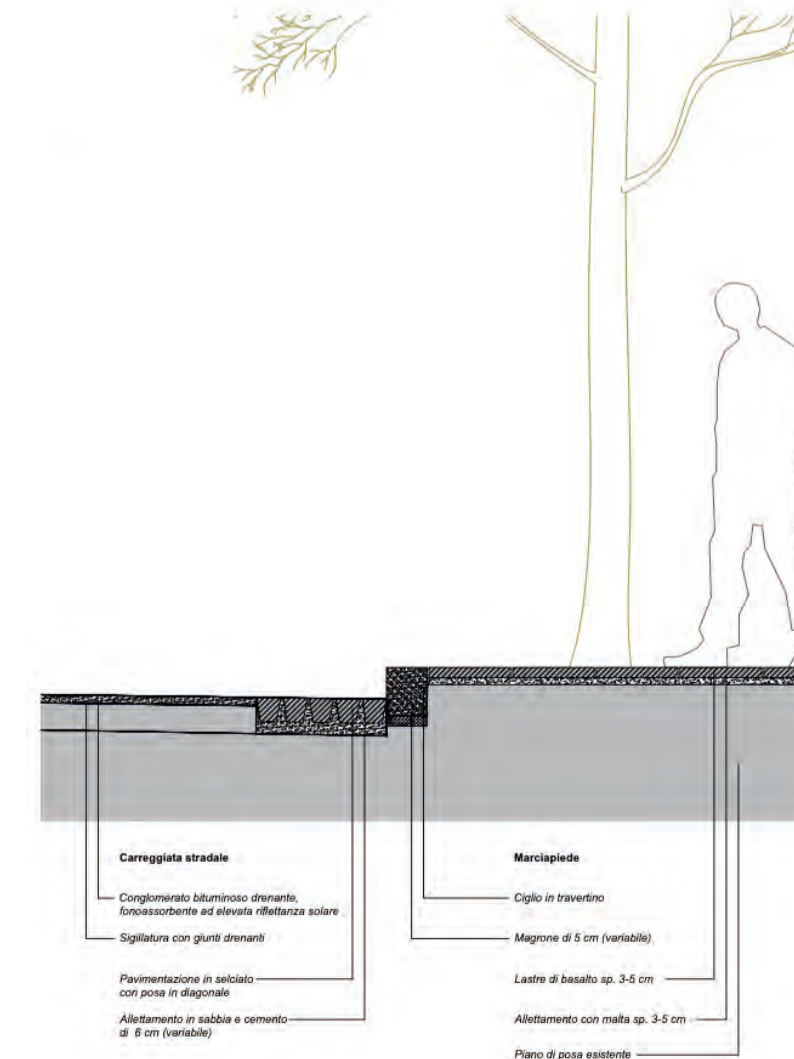 Carreggiata stradale
Conglomerato bituminoso drenante,
fonoassorbente ad elevata riflettanza solare
Sigillatura con giunti drenanti
Pavimentazione in selciato
con posa in diagonale
Allettamento in sabbia e cemento
di 6 cm (variabile)
Marciapiede
Ciglio in travertino
Magrone di 5 cm (variabile)
Lastre di basalto sp. 3-5 cm
Allettamento con malta sp. 3-5 cm
Piano di posa esistente